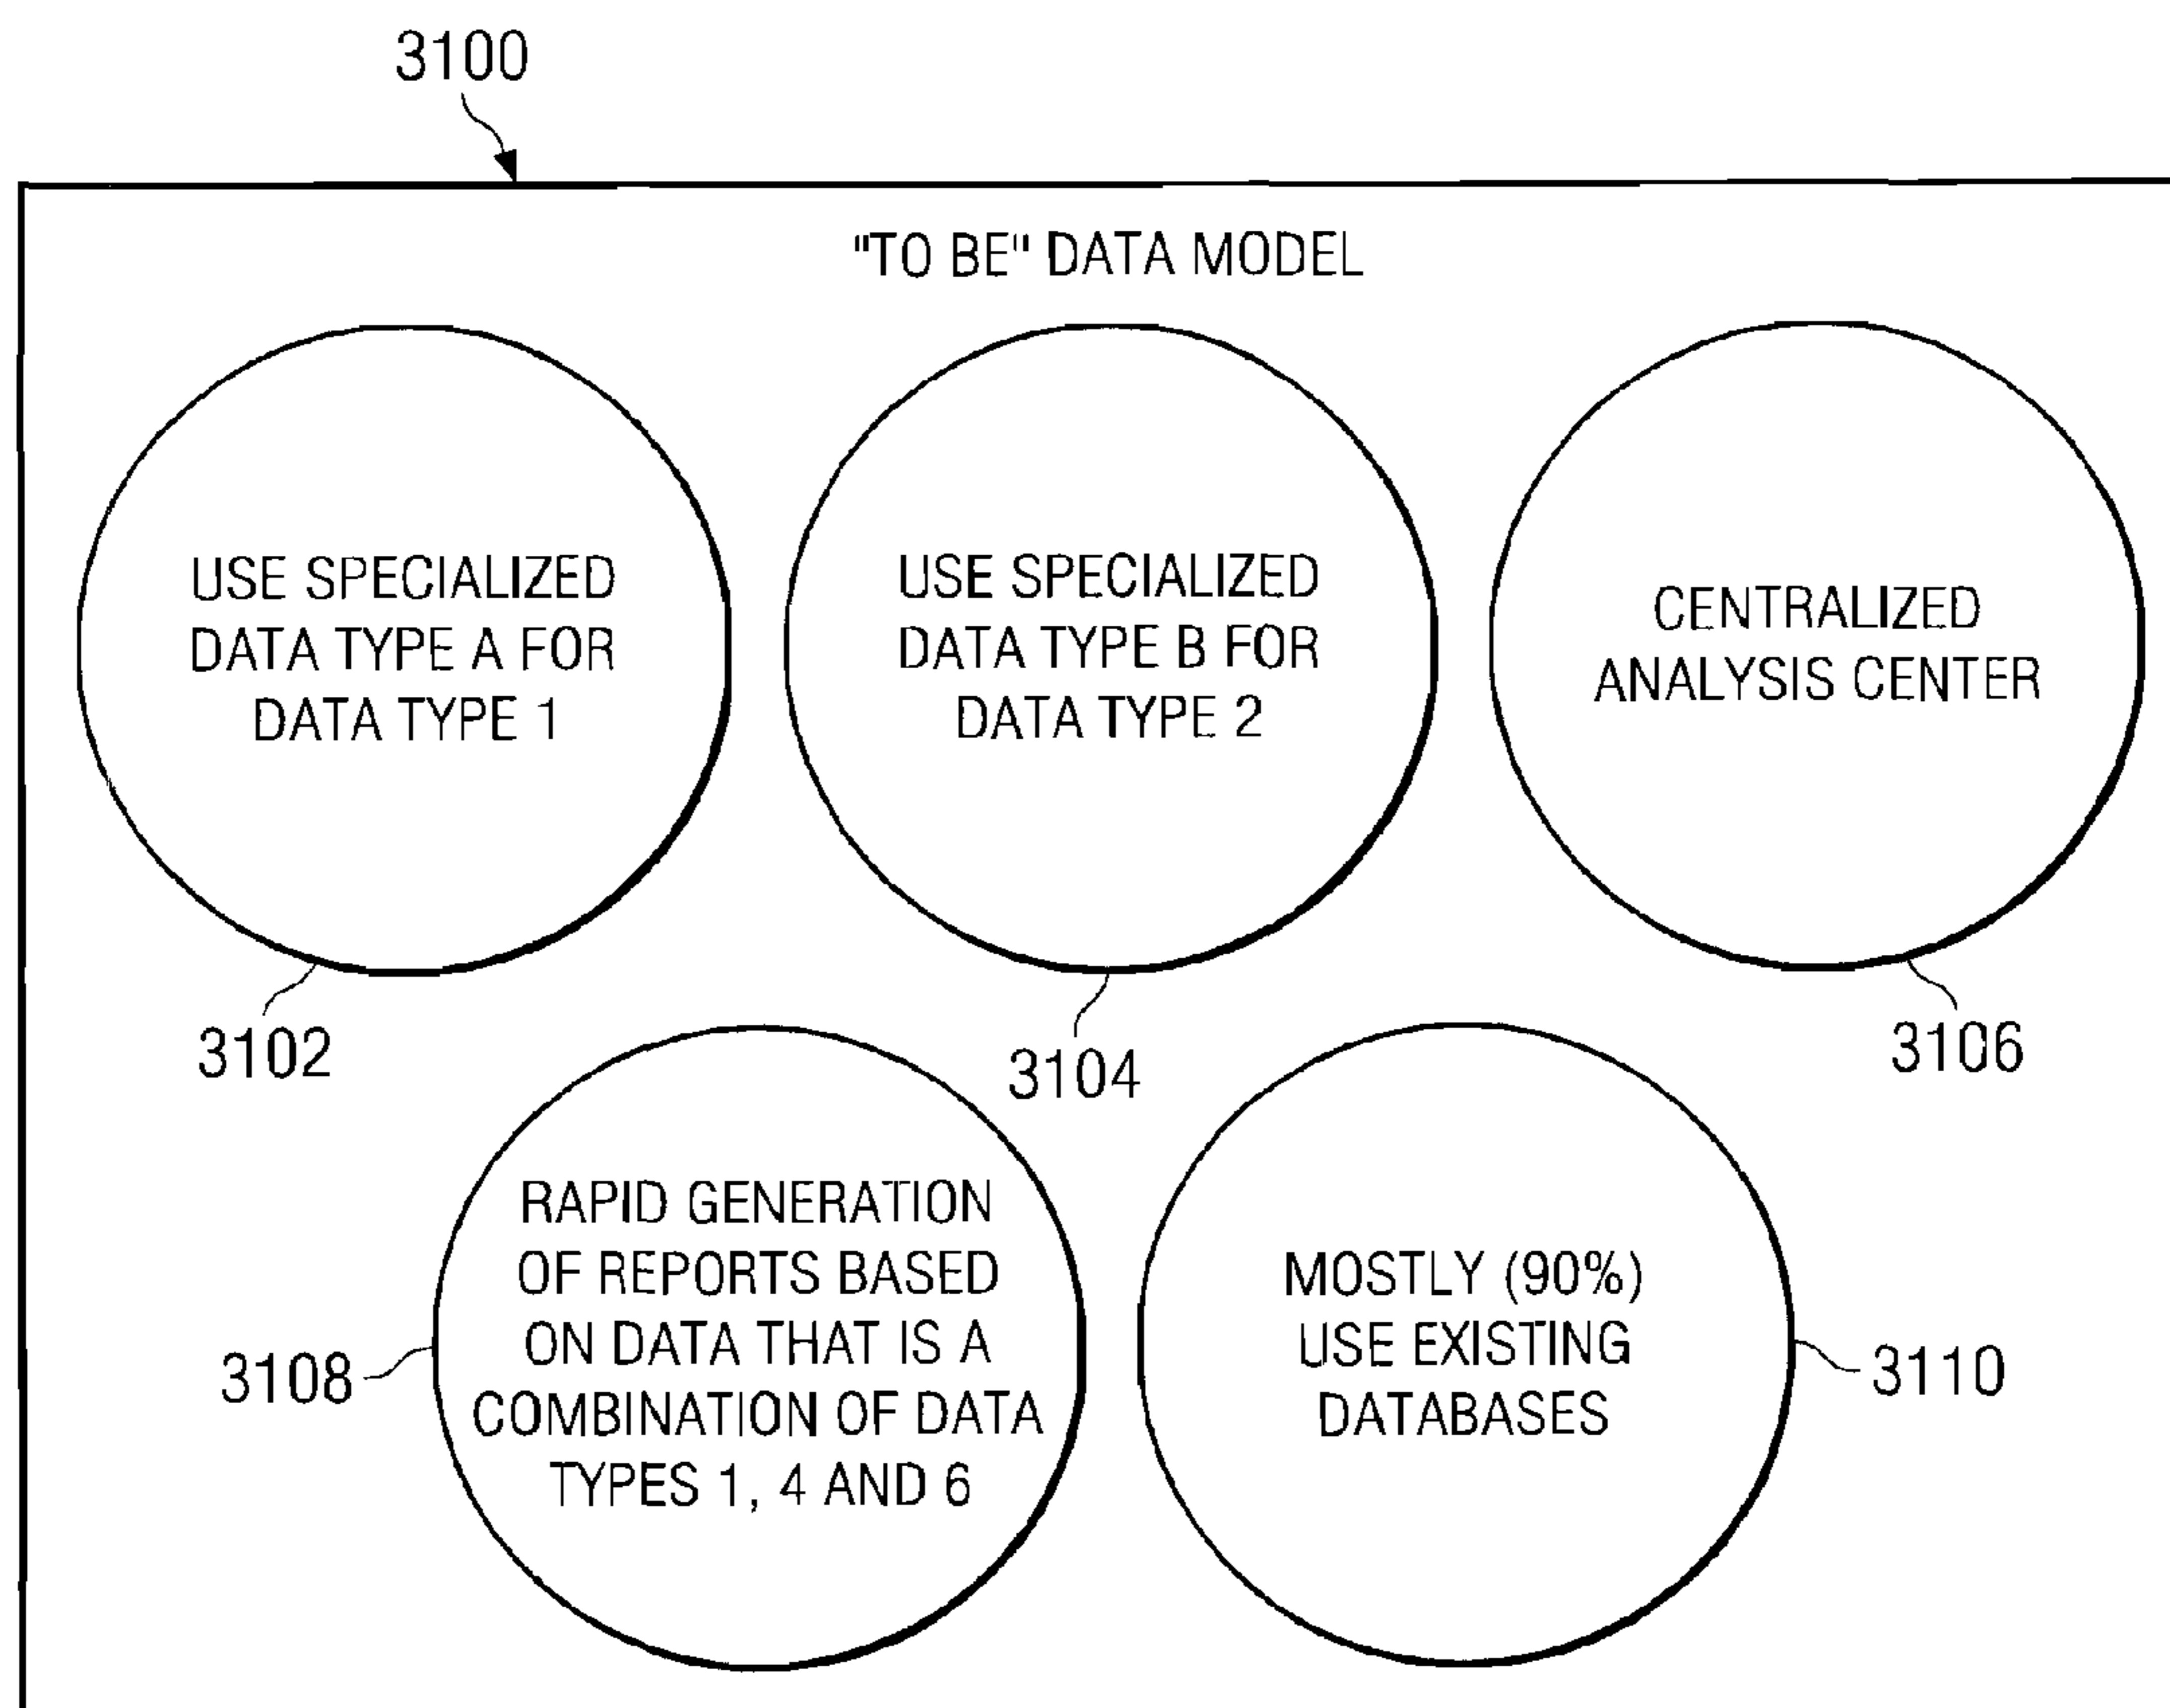 3100
"TO BE" DATA MODEL
USE SPECIALIZED
DATA TYPE A FOR
DATA TYPE 1
3102
USE SPECIALIZED
DATA TYPE B FOR
DATA TYPE 2
3104
CENTRALIZED
ANALYSIS CENTER
3106
RAPID GENERATION
OF REPORTS BASED
ON DATA THAT IS A
COMBINATION OF DATA
TYPES 1, 4 AND 6
3108
MOSTLY (90%)
USE EXISTING
DATABASES
3110